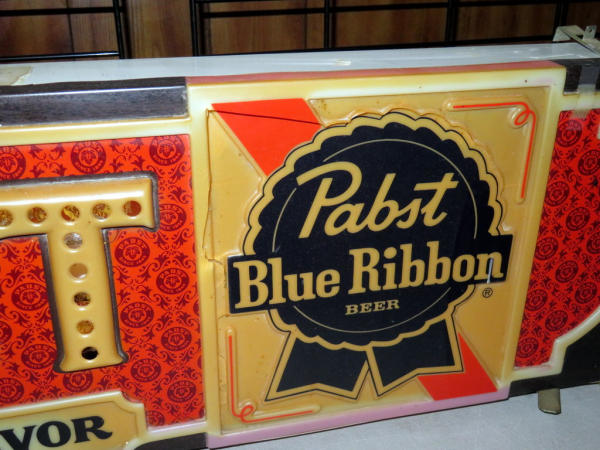 T
Pabst
Blue Ribbon
BEER
®
VOR